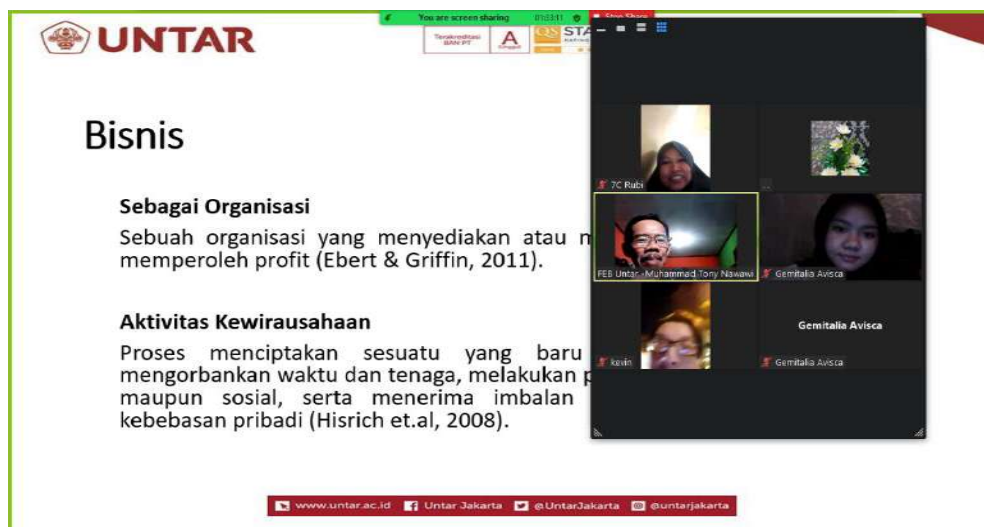 You are screen sharing 01:53:11 Stop Share
UNTAR
Terakreditasi
BAN-PT
A
QS STA
Bisnis
Sebagai Organisasi
Sebuah organisasi yang menyediakan atau m
memperoleh profit (Ebert & Griffin, 2011).
Aktivitas Kewirausahaan
Proses menciptakan sesuatu yang baru
mengorbankan waktu dan tenaga, melakukan p
maupun sosial, serta menerima imbalan
kebebasan pribadi (Hisrich et.al, 2008).
7C Rubi
...
FEB Untar -Muhammad Tony Nawawi
Gemitalia Avisca
kevin
Gemitalia Avisca
Gemitalia Avisca
www.untar.ac.id Untar Jakarta @UntarJakarta @untarjakarta